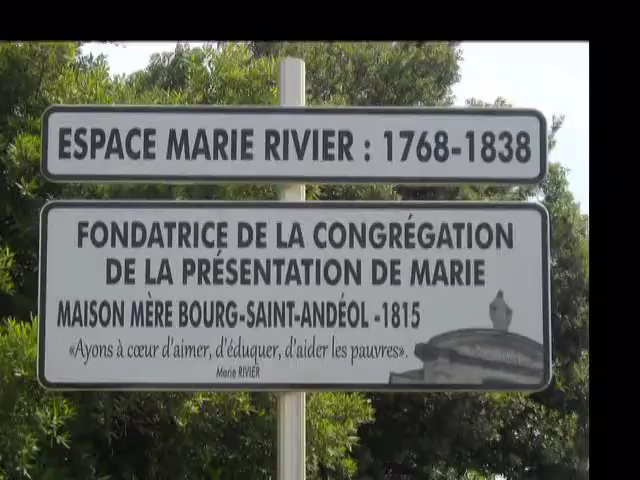 ESPACE MARIE RIVIER : 1768-1838
FONDATRICE DE LA CONGRÉGATION
DE LA PRÉSENTATION DE MARIE
MAISON MÈRE BOURG-SAINT-ANDÉOL -1815
«Ayons à cœur d'aimer, d'éduquer, d'aider les pauvres».
Marie RIVIER